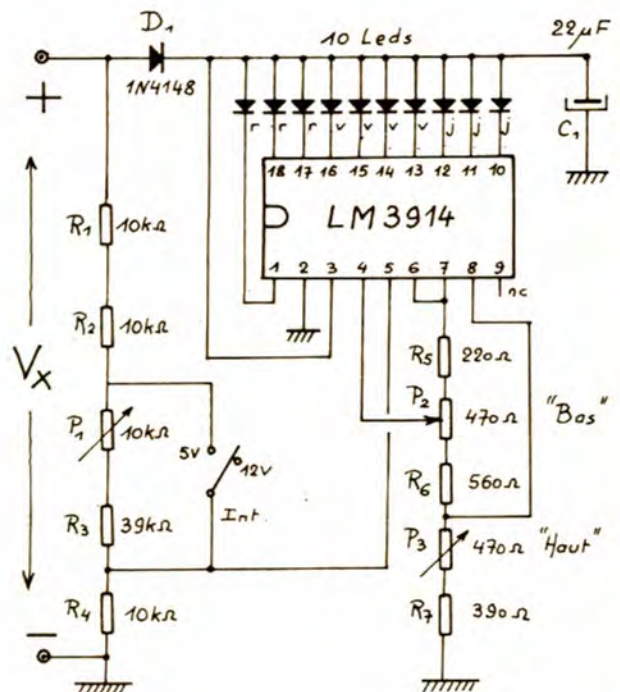 D1
10 Leds
22µF
+
1N4148
C1
r r r v v v v j j j
18 17 16 15 14 13 12 11 10
LM3914
1 2 3 4 5 6 7 8 9
nc
R1 10kΩ
R2 10kΩ
Vx
P1 10kΩ
5V
12V
Int.
R3 39kΩ
R4 10kΩ
−
R5 220Ω
P2 470Ω "Bas"
R6 560Ω
P3 470Ω "Haut"
R7 390Ω